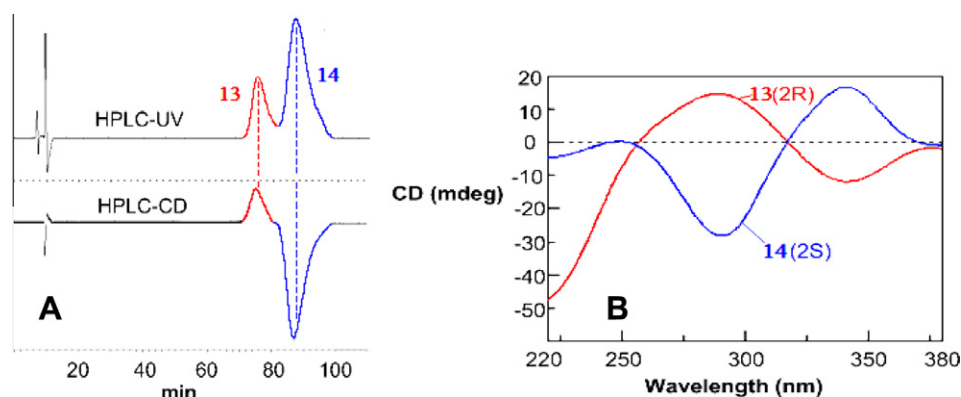 13
14
HPLC-UV
HPLC-CD
A
20 40 60 80 100
min
CD (mdeg)
20
10
0
-10
-20
-30
-40
-50
13(2R)
14(2S)
B
220 250 300 350 380
Wavelength (nm)